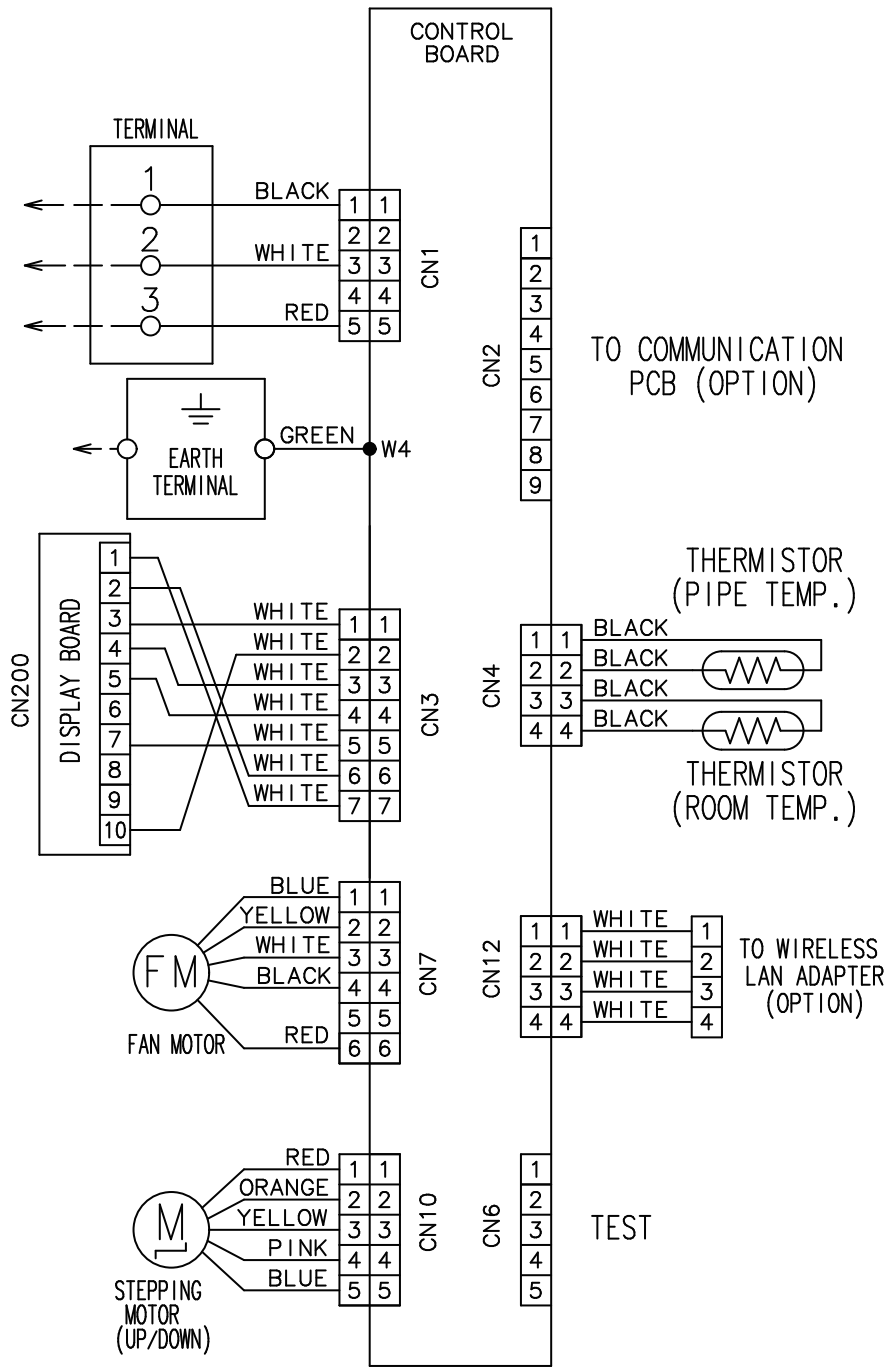 CONTROL
BOARD
TERMINAL
1
BLACK
1 1
2 2
2
WHITE
3 3
4 4
3
RED
5 5
CN1
1
2
3
4
5
6
7
8
9
CN2
TO COMMUNICATION
PCB (OPTION)
GREEN
W4
EARTH
TERMINAL
CN200
DISPLAY BOARD
1
2
3
4
5
6
7
8
9
10
WHITE
WHITE
WHITE
WHITE
WHITE
WHITE
WHITE
1 1
2 2
3 3
4 4
5 5
6 6
7 7
CN3
THERMISTOR
(PIPE TEMP.)
CN4
1 1 BLACK
2 2 BLACK
3 3 BLACK
4 4 BLACK
THERMISTOR
(ROOM TEMP.)
FM
FAN MOTOR
BLUE 1 1
YELLOW 2 2
WHITE 3 3
BLACK 4 4
5 5
RED 6 6
CN7
CN12
1 1 WHITE 1
2 2 WHITE 2
3 3 WHITE 3
4 4 WHITE 4
TO WIRELESS
LAN ADAPTER
(OPTION)
M
STEPPING
MOTOR
(UP/DOWN)
RED 1 1
ORANGE 2 2
YELLOW 3 3
PINK 4 4
BLUE 5 5
CN10
CN6
1
2
3
4
5
TEST